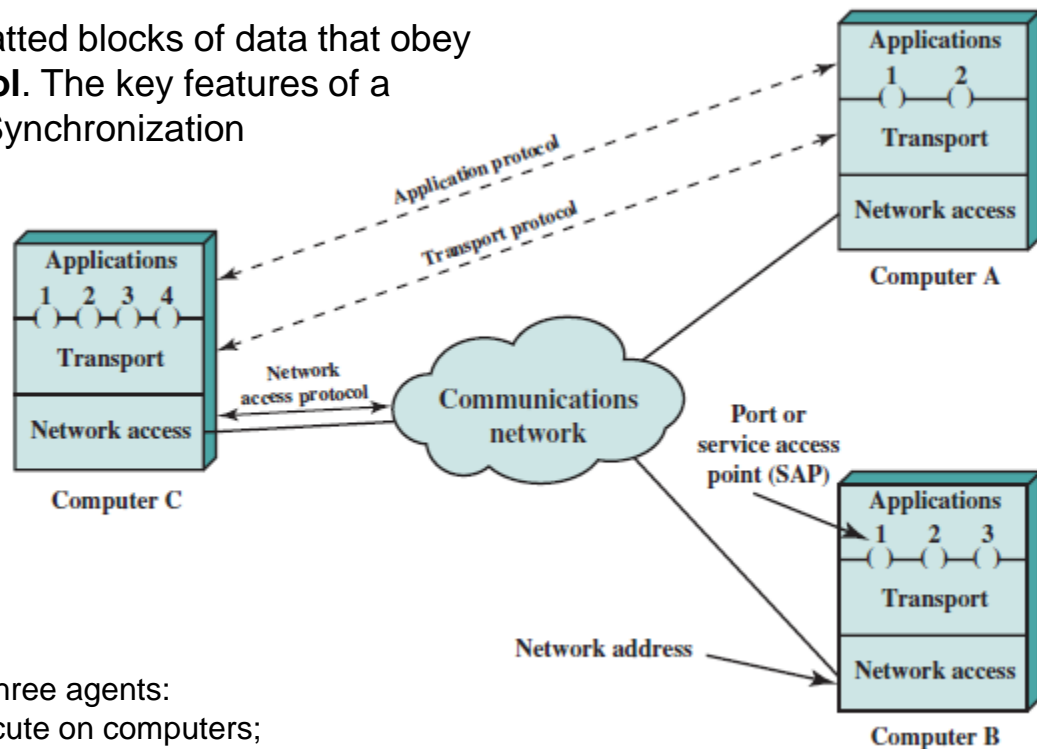 atted blocks of data that obey
ol. The key features of a
Synchronization
Applications
1 2
Transport
Network access
Computer A
Application protocol
Transport protocol
Applications
1 2 3 4
Transport
Network access
Computer C
Network
access protocol
Communications
network
Port or
service access
point (SAP)
Applications
1 2 3
Transport
Network access
Computer B
Network address
hree agents:
cute on computers;